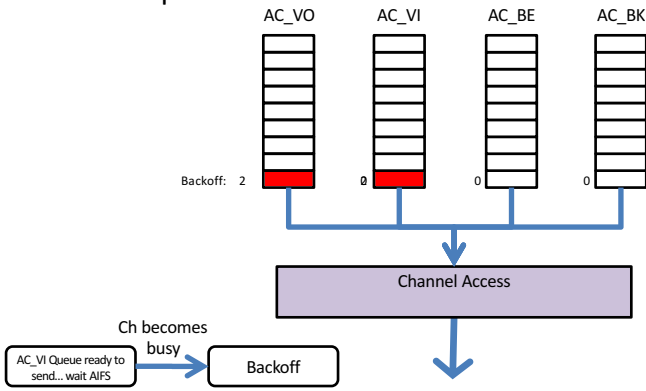 AC_VO AC_VI AC_BE AC_BK
Backoff: 2 0 0
Channel Access
Ch becomes
busy
AC_VI Queue ready to
send... wait AIFS
Backoff